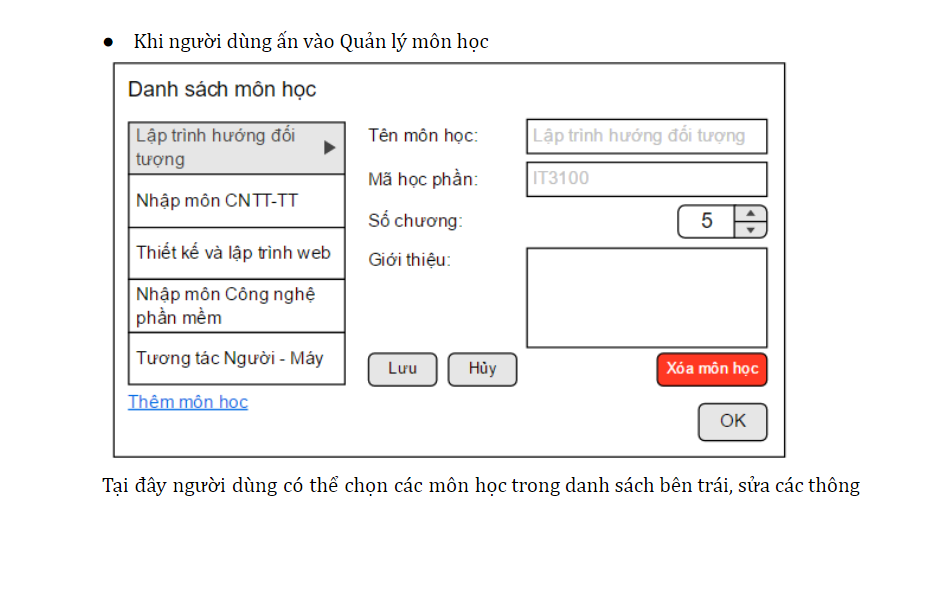 ● Khi người dùng ấn vào Quản lý môn học
Danh sách môn học
Lập trình hướng đối
tượng
Nhập môn CNTT-TT
Thiết kế và lập trình web
Nhập môn Công nghệ
phần mềm
Tương tác Người - Máy
Thêm môn học
Tên môn học:
Lập trình hướng đối tượng
Mã học phần:
IT3100
Số chương:
5
Giới thiệu:
Lưu
Hủy
Xóa môn học
OK
Tại đây người dùng có thể chọn các môn học trong danh sách bên trái, sửa các thông